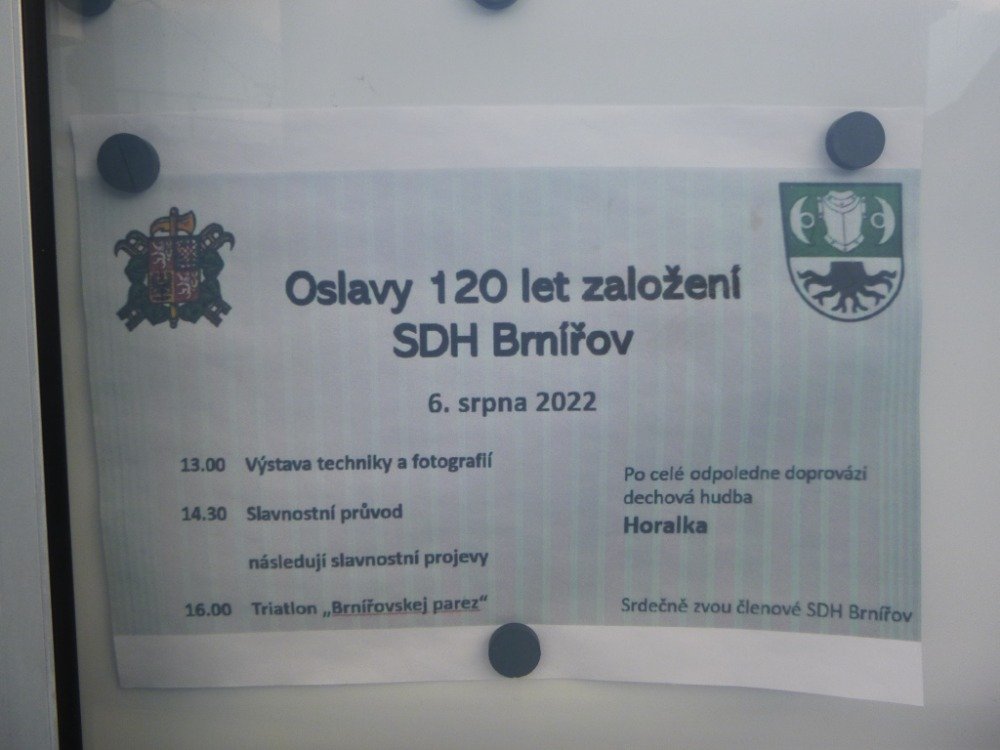 Oslavy 120 let založení
SDH Brnířov
6. srpna 2022
13.00 Výstava techniky a fotografií
14.30 Slavnostní průvod
následují slavnostní projevy
16.00 Triatlon „Brnířovskej parez“
Po celé odpoledne doprovází
dechová hudba
Horalka
Srdečně zvou členové SDH Brnířov